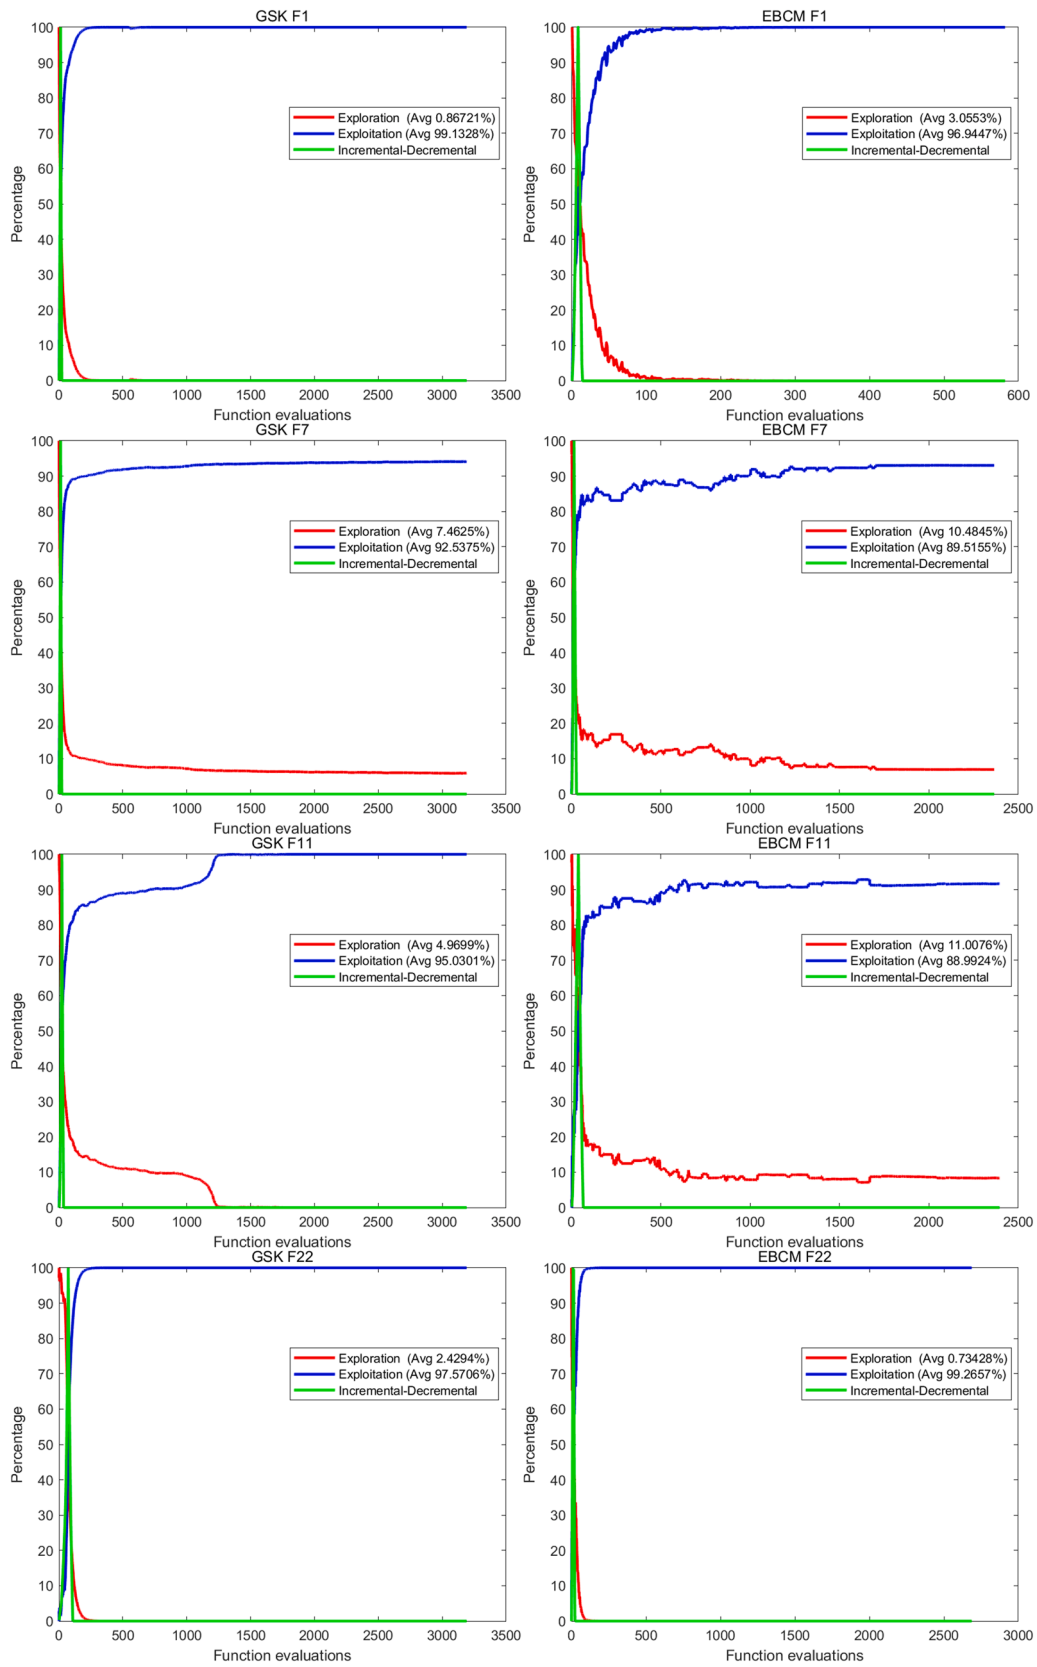 GSK F1
100
90
80
70
60
50
40
30
20
10
0
Percentage
Exploration (Avg 0.86721%)
Exploitation (Avg 99.1328%)
Incremental-Decremental
0 500 1000 1500 2000 2500 3000 3500
Function evaluations
EBCM F1
100
90
80
70
60
50
40
30
20
10
0
Percentage
Exploration (Avg 3.0553%)
Exploitation (Avg 96.9447%)
Incremental-Decremental
0 100 200 300 400 500 600
Function evaluations
GSK F7
100
90
80
70
60
50
40
30
20
10
0
Percentage
Exploration (Avg 7.4625%)
Exploitation (Avg 92.5375%)
Incremental-Decremental
0 500 1000 1500 2000 2500 3000 3500
Function evaluations
EBCM F7
100
90
80
70
60
50
40
30
20
10
0
Percentage
Exploration (Avg 10.4845%)
Exploitation (Avg 89.5155%)
Incremental-Decremental
0 500 1000 1500 2000 2500
Function evaluations
GSK F11
100
90
80
70
60
50
40
30
20
10
0
Percentage
Exploration (Avg 4.9699%)
Exploitation (Avg 95.0301%)
Incremental-Decremental
0 500 1000 1500 2000 2500 3000 3500
Function evaluations
EBCM F11
100
90
80
70
60
50
40
30
20
10
0
Percentage
Exploration (Avg 11.0076%)
Exploitation (Avg 88.9924%)
Incremental-Decremental
0 500 1000 1500 2000 2500
Function evaluations
GSK F22
100
90
80
70
60
50
40
30
20
10
0
Percentage
Exploration (Avg 2.4294%)
Exploitation (Avg 97.5706%)
Incremental-Decremental
0 500 1000 1500 2000 2500 3000 3500
Function evaluations
EBCM F22
100
90
80
70
60
50
40
30
20
10
0
Percentage
Exploration (Avg 0.73428%)
Exploitation (Avg 99.2657%)
Incremental-Decremental
0 500 1000 1500 2000 2500 3000
Function evaluations